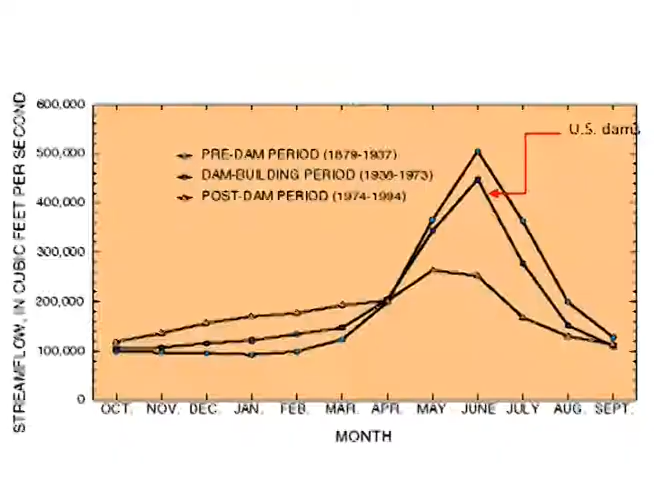 STREAMFLOW, IN CUBIC FEET PER SECOND
600,000
500,000
400,000
300,000
200,000
100,000
0
PRE-DAM PERIOD (1879-1937)
DAM-BUILDING PERIOD (1938-1973)
POST-DAM PERIOD (1974-1994)
U.S. dams
OCT. NOV. DEC. JAN. FEB. MAR. APR. MAY JUNE JULY AUG. SEPT.
MONTH